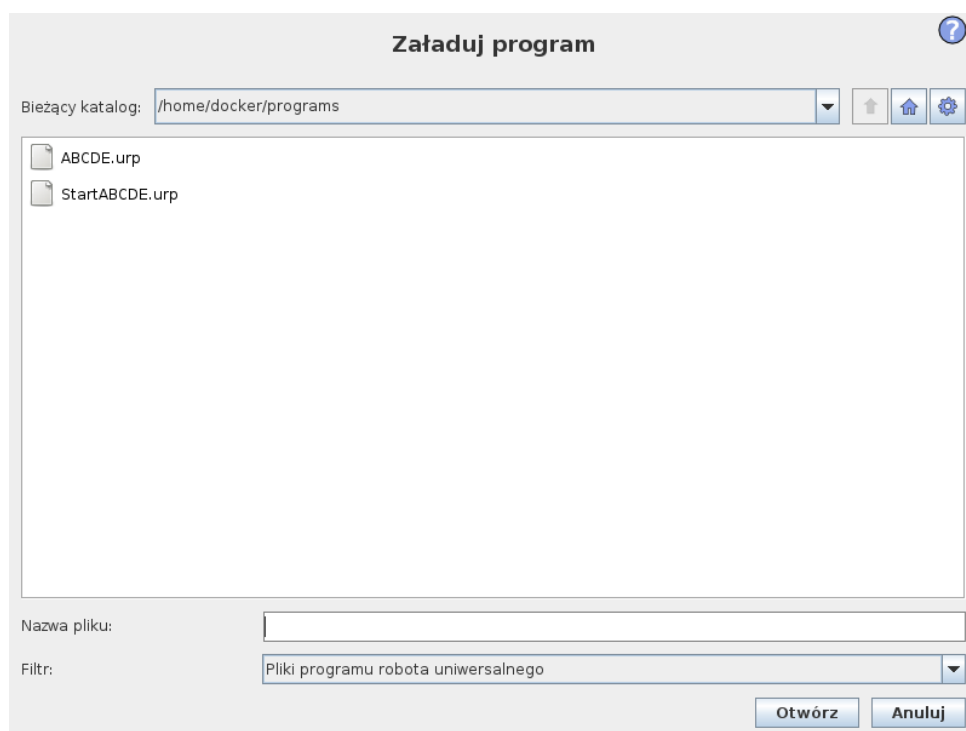 Załaduj program
?
Bieżący katalog: /home/docker/programs
ABCDE.urp
StartABCDE.urp
Nazwa pliku:
Filtr: Pliki programu robota uniwersalnego
Otwórz Anuluj